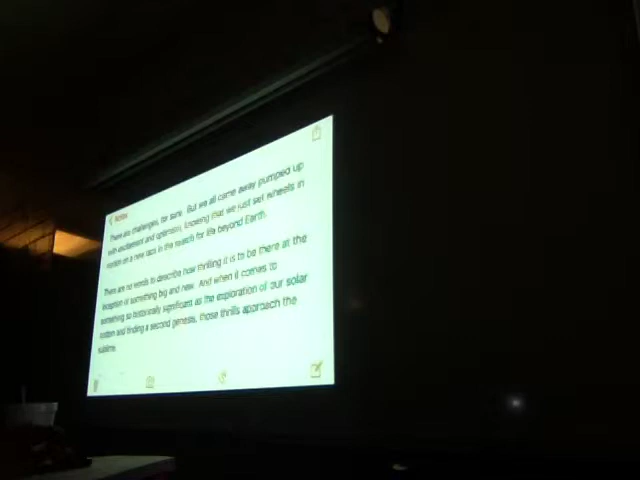 Notes
There are challenges, for sure. But we all came away pumped up
with excitement and optimism, knowing that we just set wheels in
motion on a new race in the search for life beyond Earth.
There are no words to describe how thrilling it is to be there at the
inception of something big and new. And when it comes to
something so historically significant as the exploration of our solar
system and finding a second genesis, those thrills approach the
sublime.